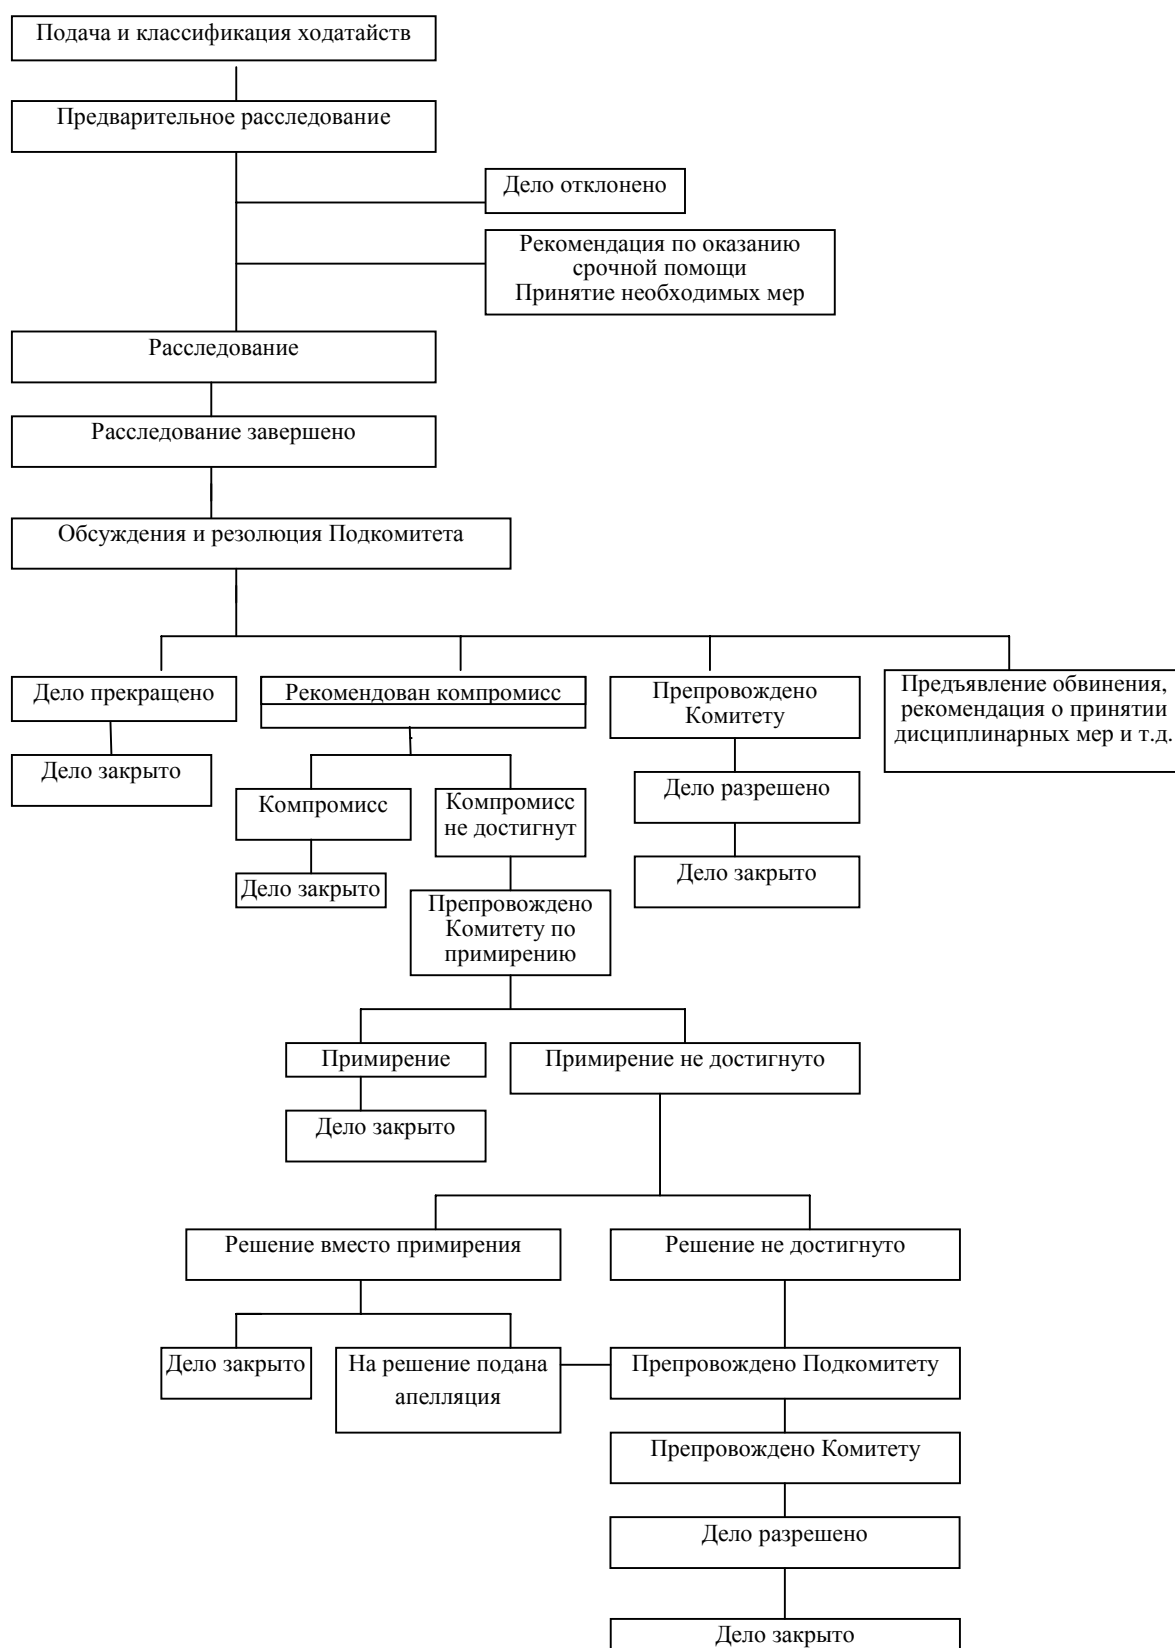 Подача и классификация ходатайств
Предварительное расследование
Дело отклонено
Рекомендация по оказанию
срочной помощи
Принятие необходимых мер
Расследование
Расследование завершено
Обсуждения и резолюция Подкомитета
Дело прекращено
Рекомендован компромисс
Препровождено
Комитету
Предъявление обвинения,
рекомендация о принятии
дисциплинарных мер и т.д.
Дело закрыто
Компромисс
Компромисс
не достигнут
Дело разрешено
Дело закрыто
Дело закрыто
Препровождено
Комитету по
примирению
Примирение
Примирение не достигнуто
Дело закрыто
Решение вместо примирения
Решение не достигнуто
Дело закрыто
На решение подана
апелляция
Препровождено Подкомитету
Препровождено Комитету
Дело разрешено
Дело закрыто